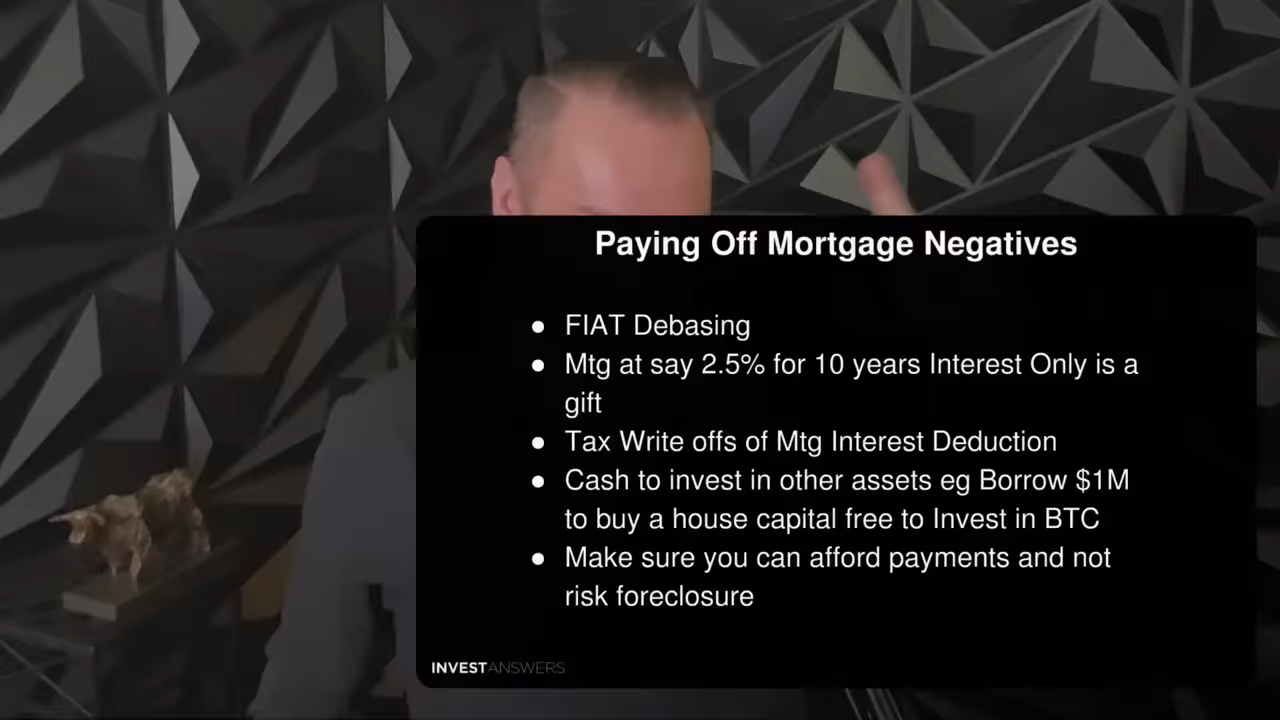 Paying Off Mortgage Negatives
● FIAT Debasing
● Mtg at say 2.5% for 10 years Interest Only is a
gift
● Tax Write offs of Mtg Interest Deduction
● Cash to invest in other assets eg Borrow $1M
to buy a house capital free to Invest in BTC
● Make sure you can afford payments and not
risk foreclosure
INVESTANSWERS